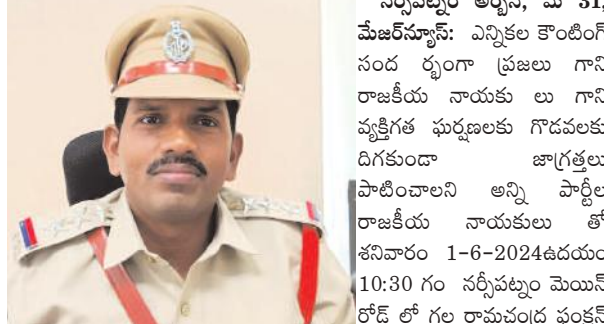 నర్సీపట్నం అర్బన్, మే 31,
మేజర్‌న్యూస్: ఎన్నికల కౌంటింగ్
సంద ర్భంగా ప్రజలు గాని
రాజకీయ నాయకు లు గాని
వ్యక్తిగత ఘర్షణలకు గొడవలకు
దిగకుండా జాగ్రత్తలు
పాటించాలని అన్ని పార్టీల
రాజకీయ నాయకులు తో
శనివారం 1-6-2024ఉదయం
10:30 గం నర్సీపట్నం మెయిన్
రోడ్ లో గల రామచంద్ర ఫంక్షన్